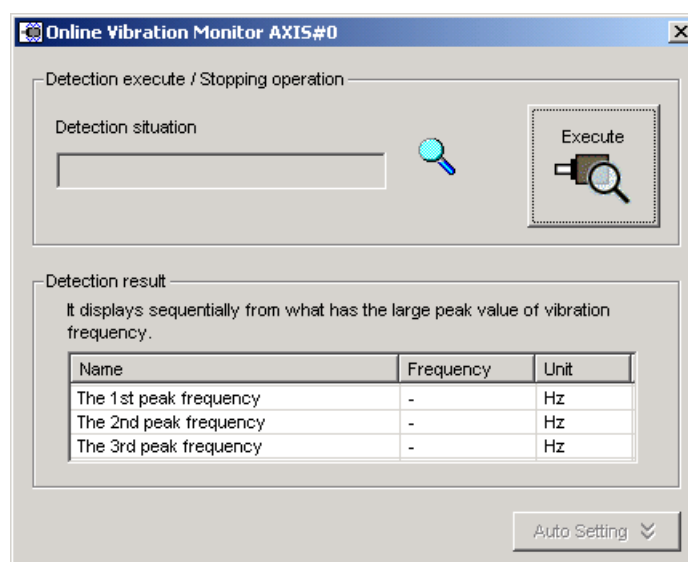 Online Vibration Monitor AXIS#0
Detection execute / Stopping operation
Detection situation
Execute
Detection result
It displays sequentially from what has the large peak value of vibration
frequency.
Name Frequency Unit
The 1st peak frequency - Hz
The 2nd peak frequency - Hz
The 3rd peak frequency - Hz
Auto Setting